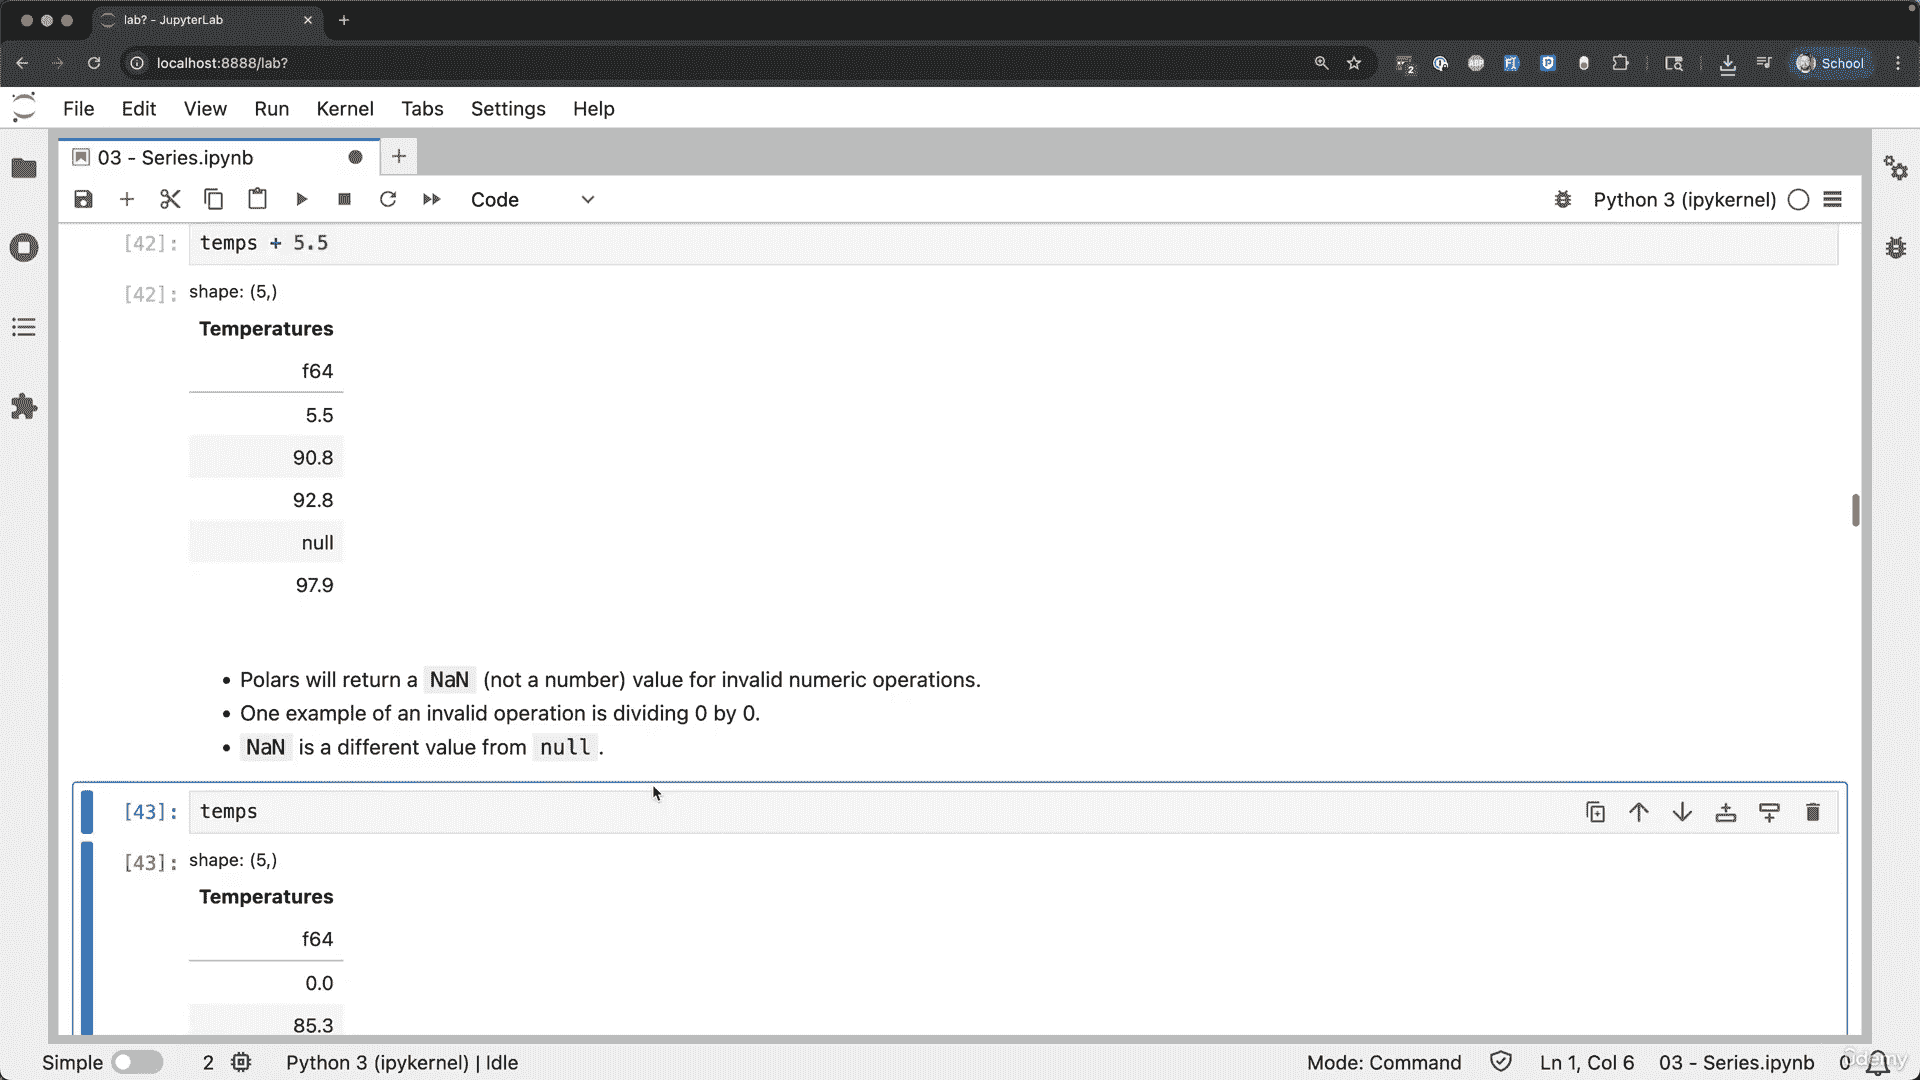 lab? - JupyterLab
localhost:8888/lab?
2
School
File Edit View Run Kernel Tabs Settings Help
03 - Series.ipynb
Code
Python 3 (ipykernel)
[42]: temps + 5.5
[42]: shape: (5,)
Temperatures
f64
5.5
90.8
92.8
null
97.9
• Polars will return a NaN (not a number) value for invalid numeric operations.
• One example of an invalid operation is dividing 0 by 0.
• NaN is a different value from null.
[43]: temps
[43]: shape: (5,)
Temperatures
f64
0.0
85.3
Simple 2 Python 3 (ipykernel) | Idle Mode: Command Ln 1, Col 6 03 - Series.ipynb 0
Udemy